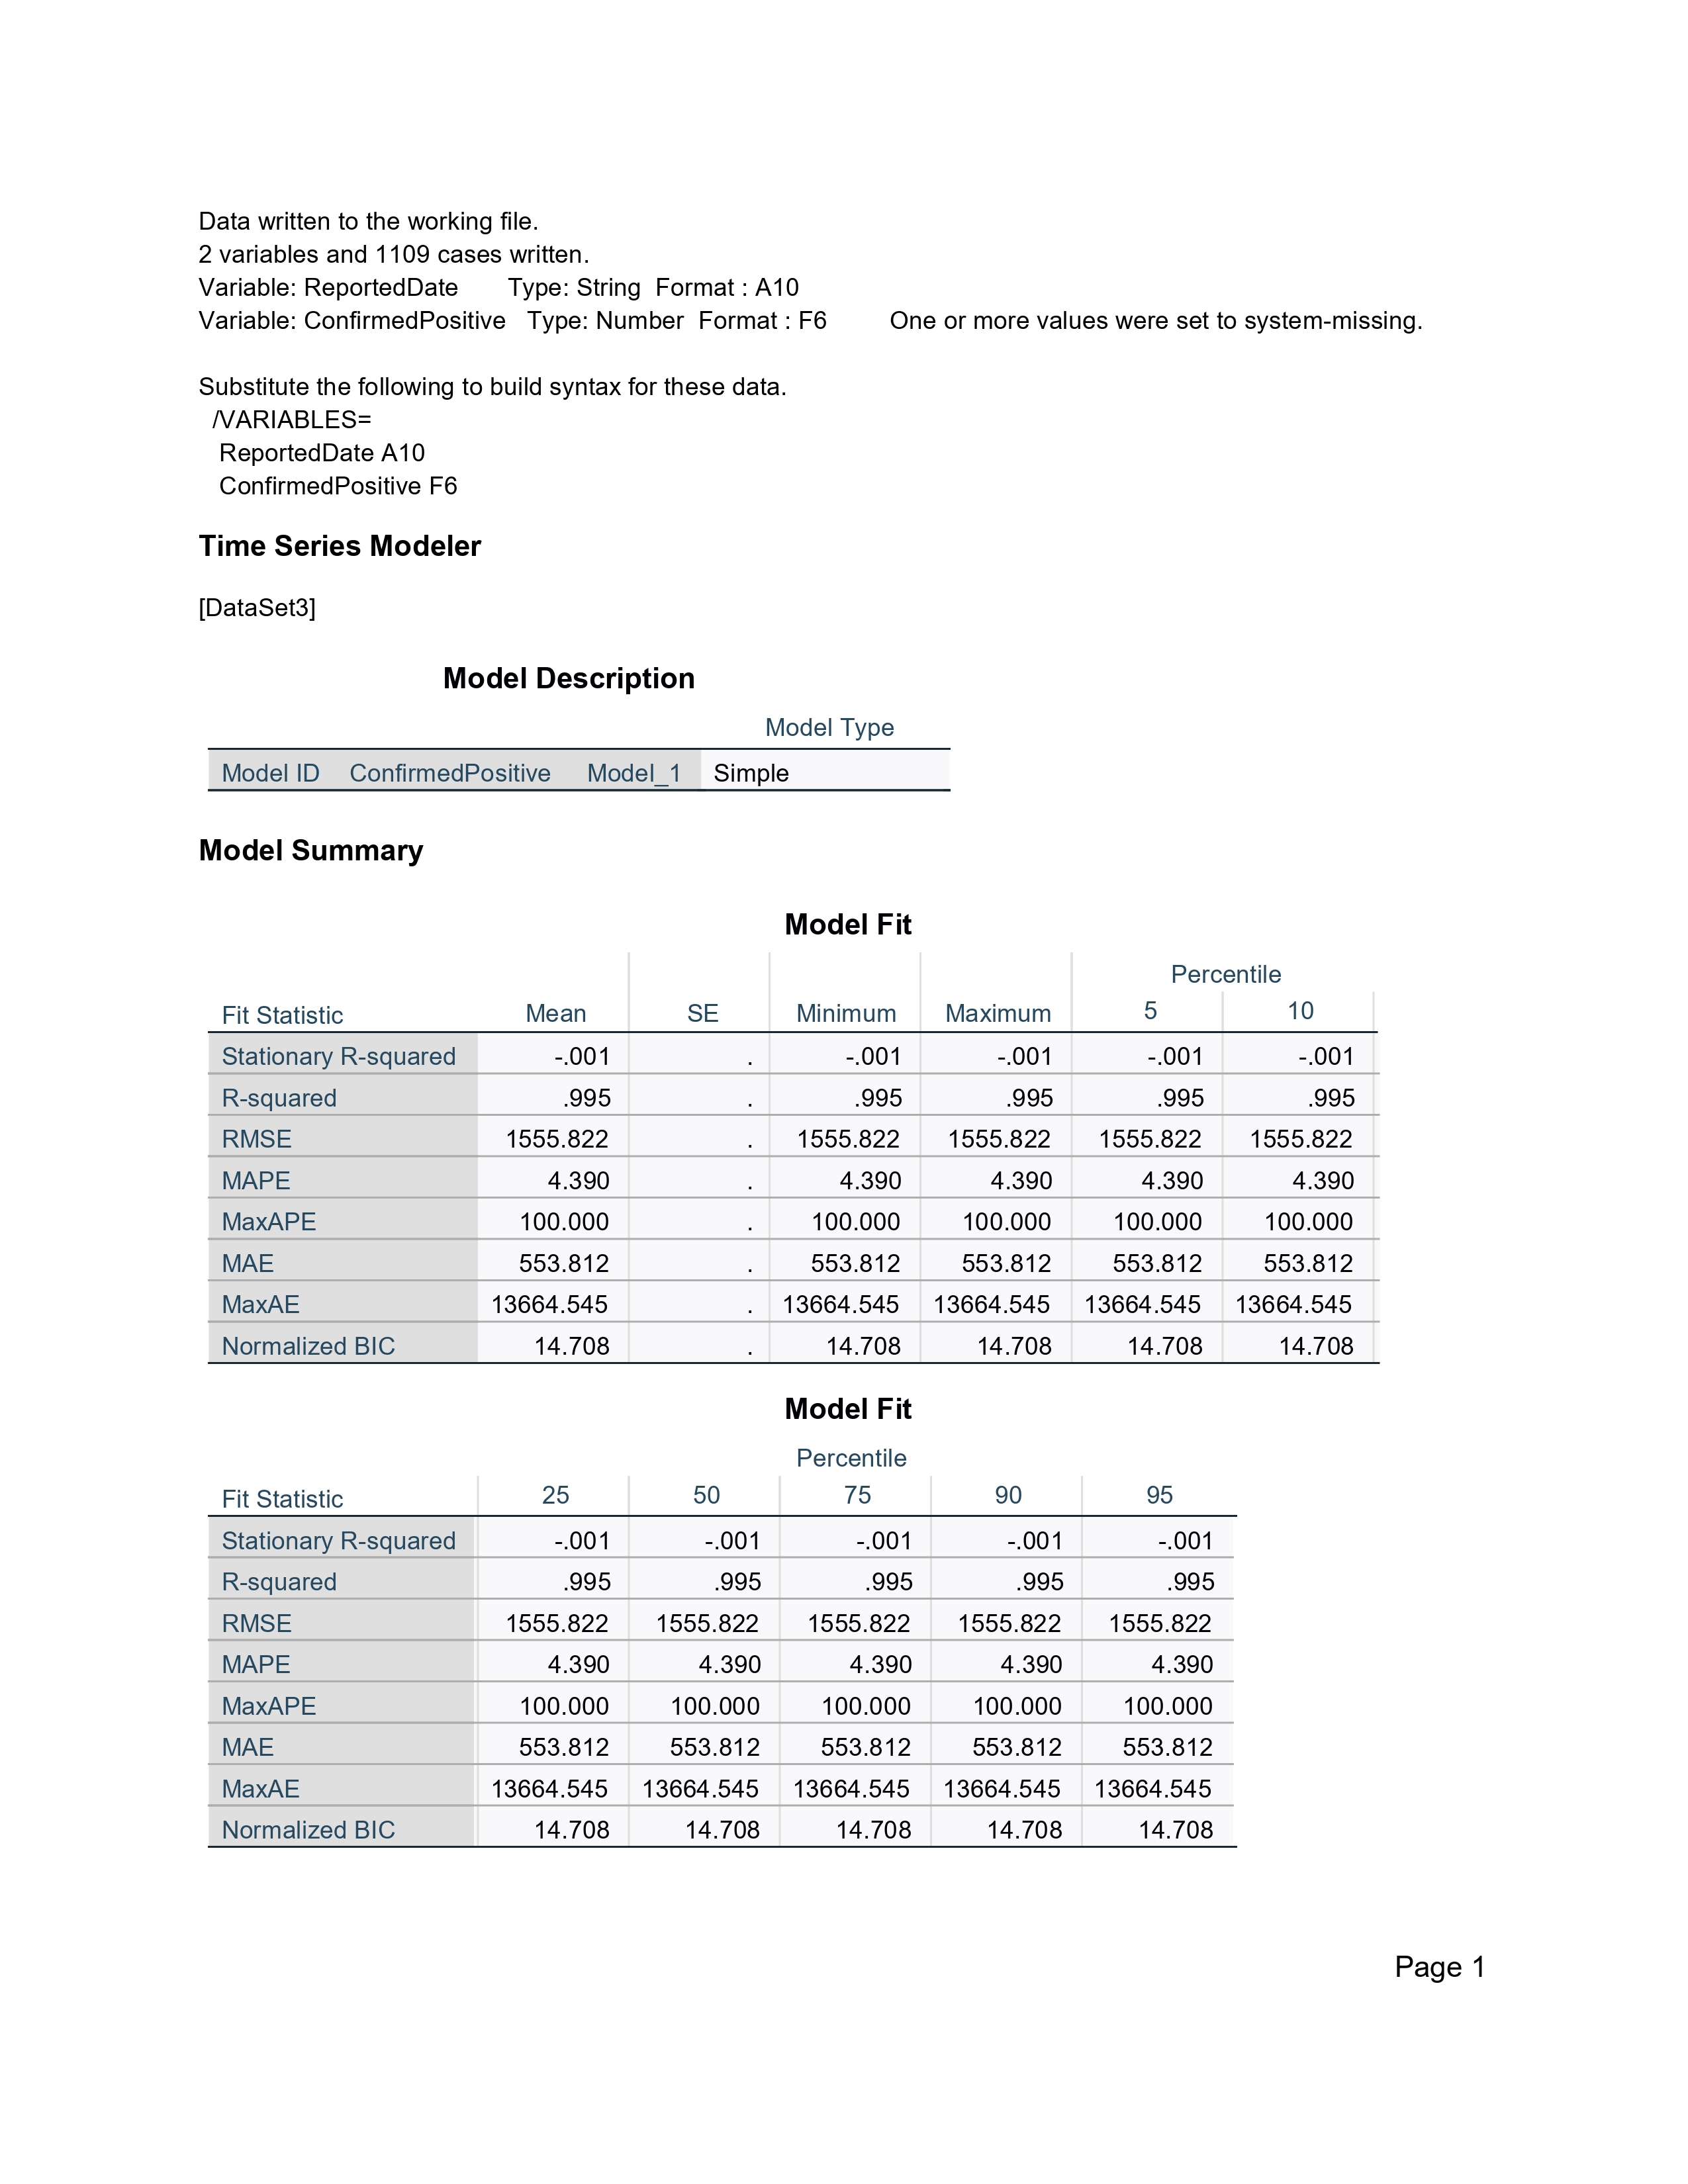 Data written to the working file.
2 variables and 1109 cases written.
Variable: ReportedDate Type: String Format : A10
Variable: ConfirmedPositive Type: Number Format : F6 One or more values were set to system-missing.
Substitute the following to build syntax for these data.
/VARIABLES=
ReportedDate A10
ConfirmedPositive F6
Time Series Modeler
[DataSet3]
Model Description
Model Type
Model ID ConfirmedPositive Model_1 Simple
Model Summary
Model Fit
Percentile
Fit Statistic Mean SE Minimum Maximum 5 10
Stationary R-squared -.001 . -.001 -.001 -.001 -.001
R-squared .995 . .995 .995 .995 .995
RMSE 1555.822 . 1555.822 1555.822 1555.822 1555.822
MAPE 4.390 . 4.390 4.390 4.390 4.390
MaxAPE 100.000 . 100.000 100.000 100.000 100.000
MAE 553.812 . 553.812 553.812 553.812 553.812
MaxAE 13664.545 . 13664.545 13664.545 13664.545 13664.545
Normalized BIC 14.708 . 14.708 14.708 14.708 14.708
Model Fit
Percentile
Fit Statistic 25 50 75 90 95
Stationary R-squared -.001 -.001 -.001 -.001 -.001
R-squared .995 .995 .995 .995 .995
RMSE 1555.822 1555.822 1555.822 1555.822 1555.822
MAPE 4.390 4.390 4.390 4.390 4.390
MaxAPE 100.000 100.000 100.000 100.000 100.000
MAE 553.812 553.812 553.812 553.812 553.812
MaxAE 13664.545 13664.545 13664.545 13664.545 13664.545
Normalized BIC 14.708 14.708 14.708 14.708 14.708
Page 1